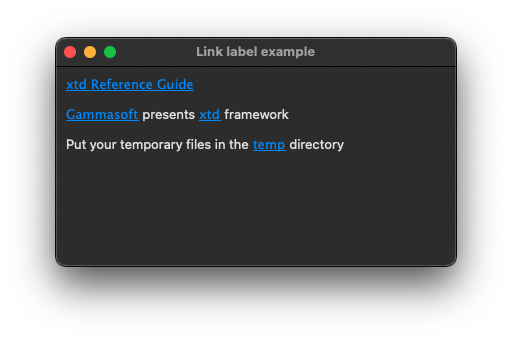 Link label example
xtd Reference Guide
Gammasoft presents xtd framework
Put your temporary files in the temp directory